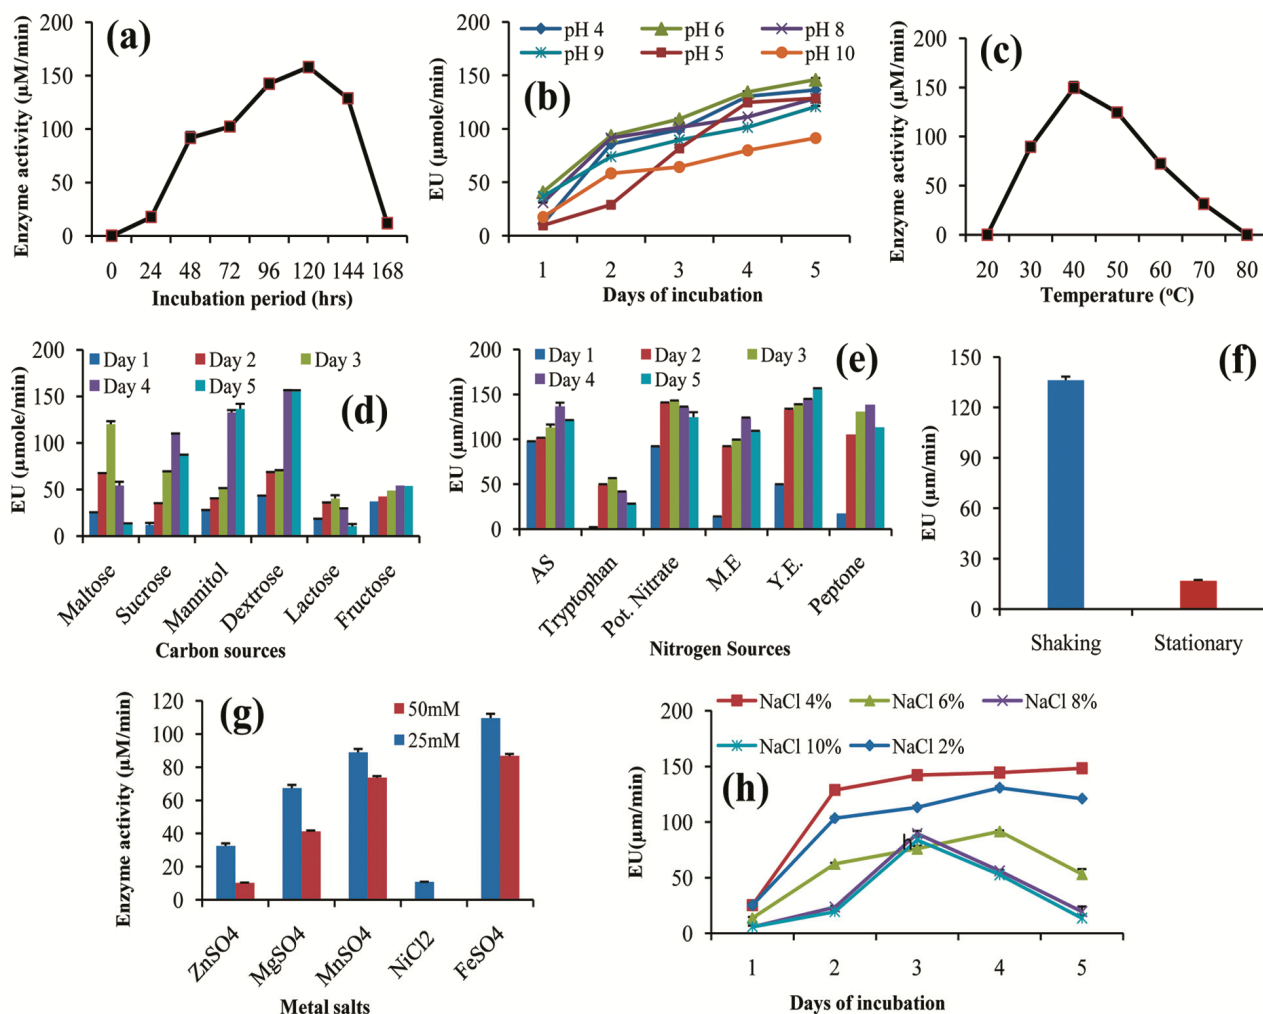 (a)
Enzyme activity (µM/min)
200
150
100
50
0
0 24 48 72 96 120 144 168
Incubation period (hrs)
(b)
pH 4 pH 6 pH 8
pH 9 pH 5 pH 10
EU (µmole/min)
200
150
100
50
0
1 2 3 4 5
Days of incubation
(c)
Enzyme activity (µM/min)
200
150
100
50
0
20 30 40 50 60 70 80
Temperature (ºC)
(d)
Day 1 Day 2 Day 3
Day 4 Day 5
EU (µmole/min)
200
150
100
50
0
Maltose
Sucrose
Mannitol
Dextrose
Lactose
Fructose
Carbon sources
(e)
Day 1 Day 2 Day 3
Day 4 Day 5
EU (µm/min)
200
150
100
50
0
AS
Tryptophan
Pot. Nitrate
M.E
Y.E.
Peptone
Nitrogen Sources
(f)
EU (µm/min)
150
120
90
60
30
0
Shaking Stationary
(g)
50mM
25mM
Enzyme activity (µM/min)
120
100
80
60
40
20
0
ZnSO4
MgSO4
MnSO4
NiCl2
FeSO4
Metal salts
(h)
NaCl 4% NaCl 6% NaCl 8%
NaCl 10% NaCl 2%
EU(µm/min)
200
150
100
50
0
h
1 2 3 4 5
Days of incubation